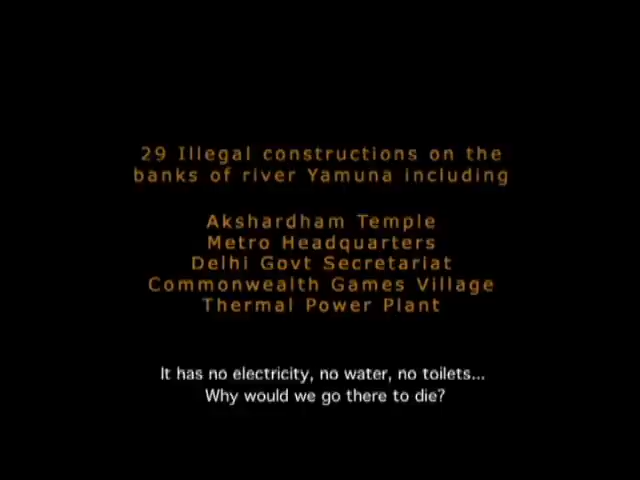 29 Illegal constructions on the
banks of river Yamuna including
Akshardham Temple
Metro Headquarters
Delhi Govt Secretariat
Commonwealth Games Village
Thermal Power Plant
It has no electricity, no water, no toilets...
Why would we go there to die?